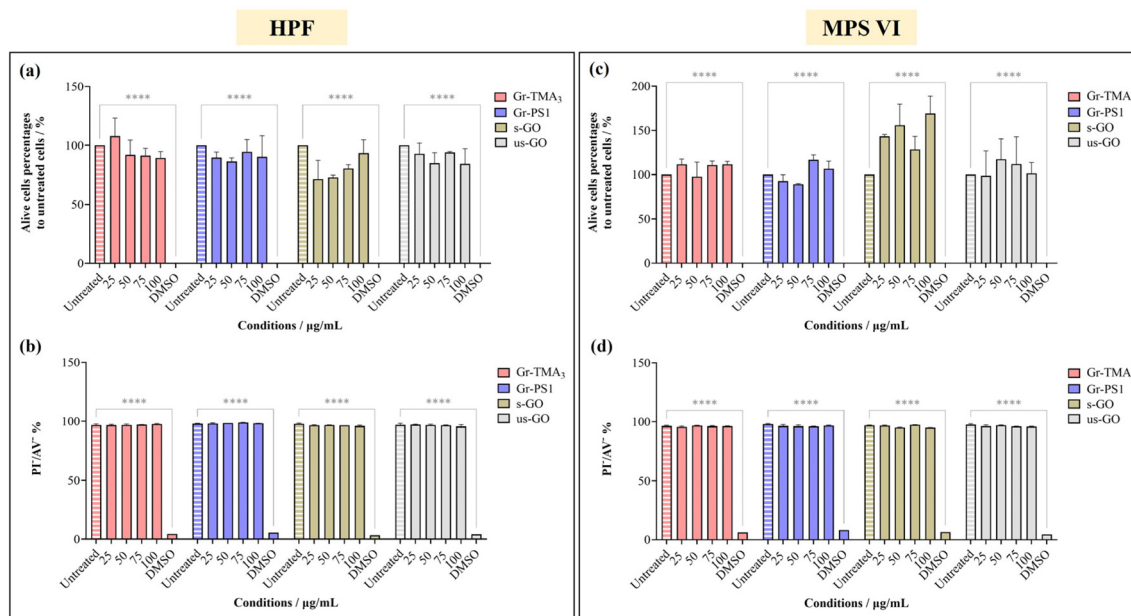 HPF
MPS VI
(a)
Alive cells percentages
to untreated cells / %
150
100
50
0
****
****
****
****
Gr-TMA₃
Gr-PS1
s-GO
us-GO
Untreated 25 50 75 100 DMSO Untreated 25 50 75 100 DMSO Untreated 25 50 75 100 DMSO Untreated 25 50 75 100 DMSO
Conditions / µg/mL
(b)
PI⁻/AV⁻ %
150
100
50
0
****
****
****
****
Gr-TMA₃
Gr-PS1
s-GO
us-GO
Untreated 25 50 75 100 DMSO Untreated 25 50 75 100 DMSO Untreated 25 50 75 100 DMSO Untreated 25 50 75 100 DMSO
Conditions / µg/mL
(c)
Alive cells percentages
to untreated cells / %
200
150
100
50
0
****
****
****
****
Gr-TMA
Gr-PS1
s-GO
us-GO
Untreated 25 50 75 100 DMSO Untreated 25 50 75 100 DMSO Untreated 25 50 75 100 DMSO Untreated 25 50 75 100 DMSO
Conditions / µg/mL
(d)
PI⁻/AV⁻ %
150
100
50
0
****
****
****
****
Gr-TMA
Gr-PS1
s-GO
us-GO
Untreated 25 50 75 100 DMSO Untreated 25 50 75 100 DMSO Untreated 25 50 75 100 DMSO Untreated 25 50 75 100 DMSO
Conditions / µg/mL